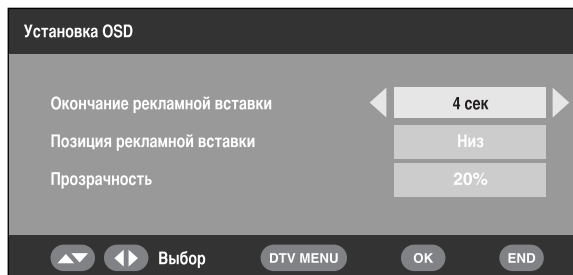 Установка OSD
Окончание рекламной вставки 4 сек
Позиция рекламной вставки Низ
Прозрачность 20%
Выбор DTV MENU OK END